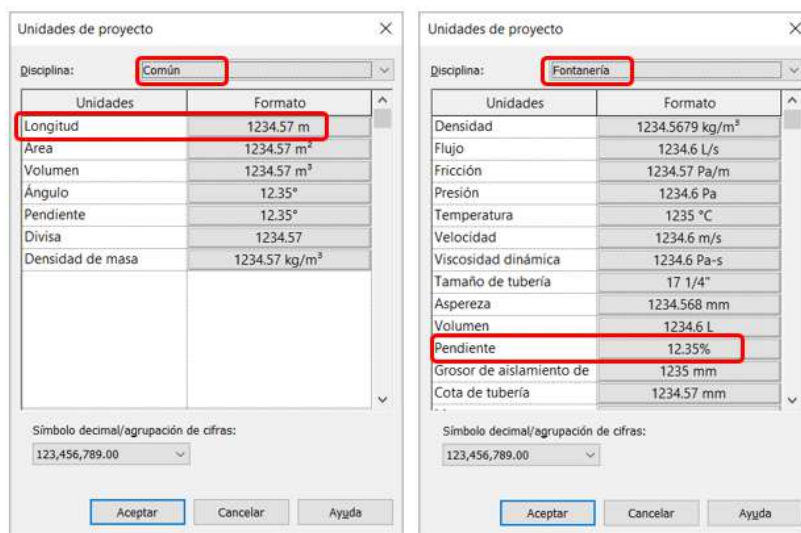 Unidades de proyecto
Disciplina: Común
Unidades Formato
Longitud 1234.57 m
Área 1234.57 m²
Volumen 1234.57 m³
Ángulo 12.35°
Pendiente 12.35°
Divisa 1234.57
Densidad de masa 1234.57 kg/m³
Símbolo decimal/agrupación de cifras:
123,456,789.00
Aceptar Cancelar Ayuda
Unidades de proyecto
Disciplina: Fontanería
Unidades Formato
Densidad 1234.5679 kg/m³
Flujo 1234.6 L/s
Fricción 1234.57 Pa/m
Presión 1234.6 Pa
Temperatura 1235 °C
Velocidad 1234.6 m/s
Viscosidad dinámica 1234.6 Pa-s
Tamaño de tubería 17 1/4"
Aspereza 1234.568 mm
Volumen 1234.6 L
Pendiente 12.35%
Grosor de aislamiento de 1235 mm
Cota de tubería 1234.57 mm
Símbolo decimal/agrupación de cifras:
123,456,789.00
Aceptar Cancelar Ayuda